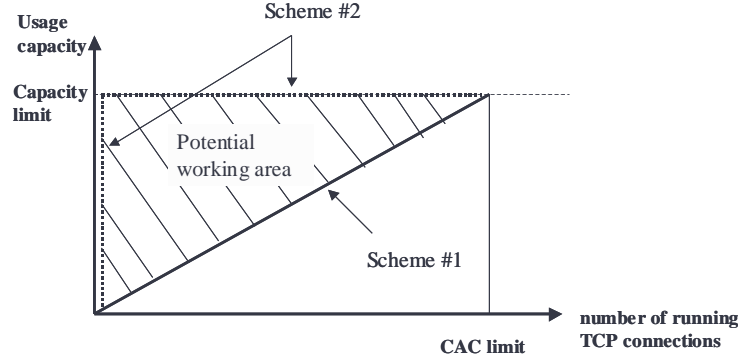 Scheme #2
Usage
capacity
Capacity
limit
Potential
working area
Scheme #1
number of running
TCP connections
CAC limit